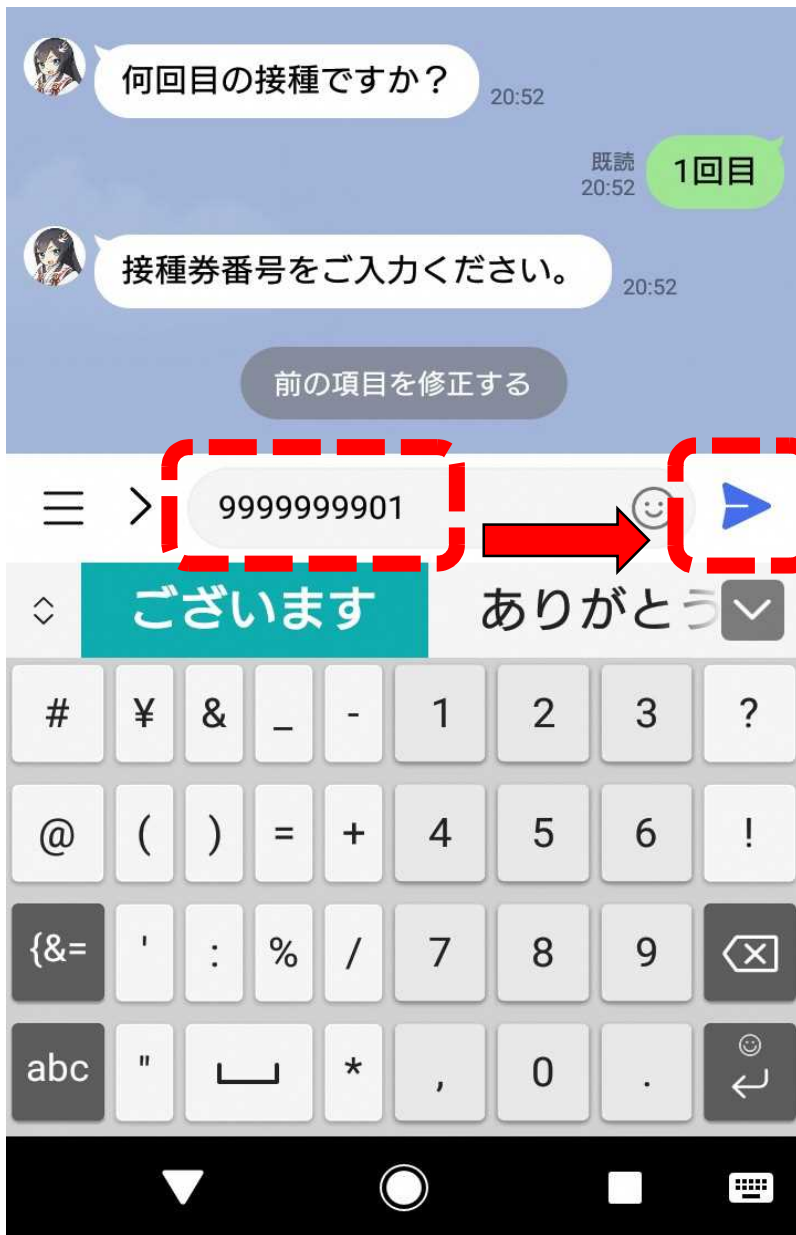 何回目の接種ですか？
20:52
既読
20:52
1回目
接種券番号をご入力ください。
20:52
前の項目を修正する
9999999901
ございます ありがとう
# ¥ & _ - 1 2 3 ?
@ ( ) = + 4 5 6 !
{&= ' : % / 7 8 9
abc " * , 0 .